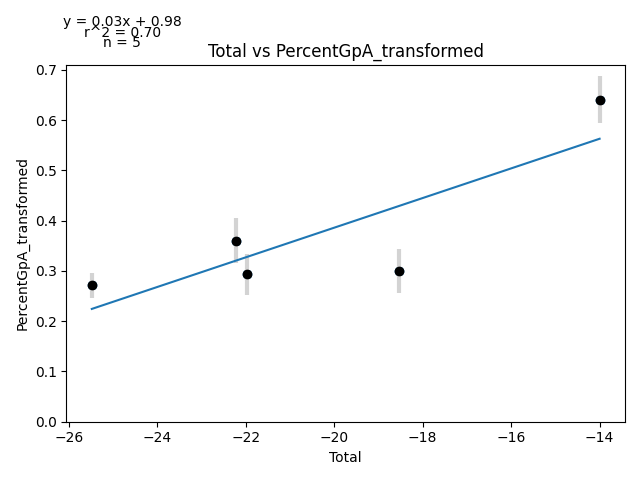 y = 0.03x + 0.98
r^2 = 0.70
n = 5
Total vs PercentGpA_transformed
PercentGpA_transformed
0.7
0.6
0.5
0.4
0.3
0.2
0.1
0.0
−26
−24
−22
−20
−18
−16
−14
Total